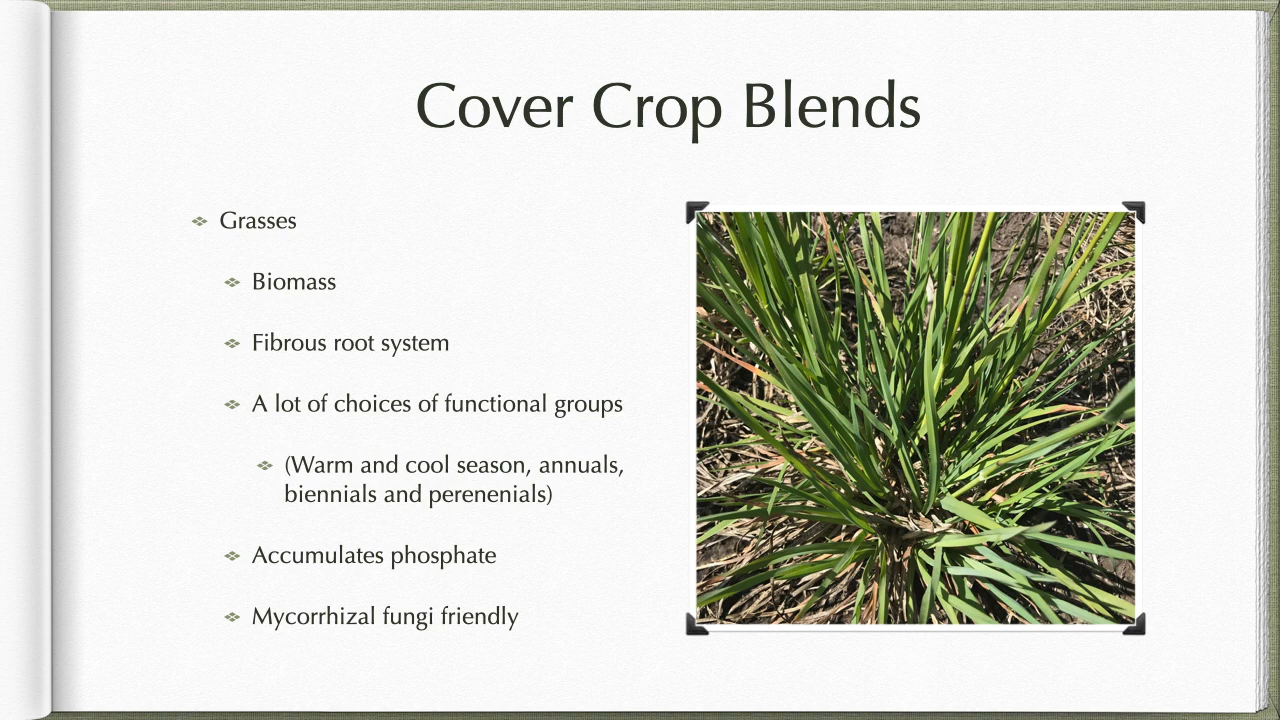 Cover Crop Blends
Grasses
Biomass
Fibrous root system
A lot of choices of functional groups
(Warm and cool season, annuals,
biennials and perenenials)
Accumulates phosphate
Mycorrhizal fungi friendly